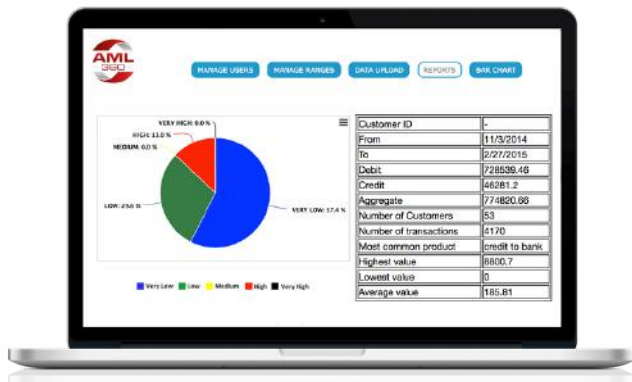 AML
360
MANAGE USERS
MANAGE RANGES
DATA UPLOAD
REPORTS
BAR CHART
VERY HIGH: 0.0 %
HIGH: 13.0 %
MEDIUM: 0.0 %
LOW: 29.6 %
VERY LOW: 57.4 %
Very Low Low Medium High Very High
Customer ID -
From 11/3/2014
To 2/27/2015
Debit 728539.46
Credit 46281.2
Aggregate 774820.66
Number of Customers 53
Number of transactions 4170
Most common product credit to bank
Highest value 8800.7
Lowest value 0
Average value 185.81